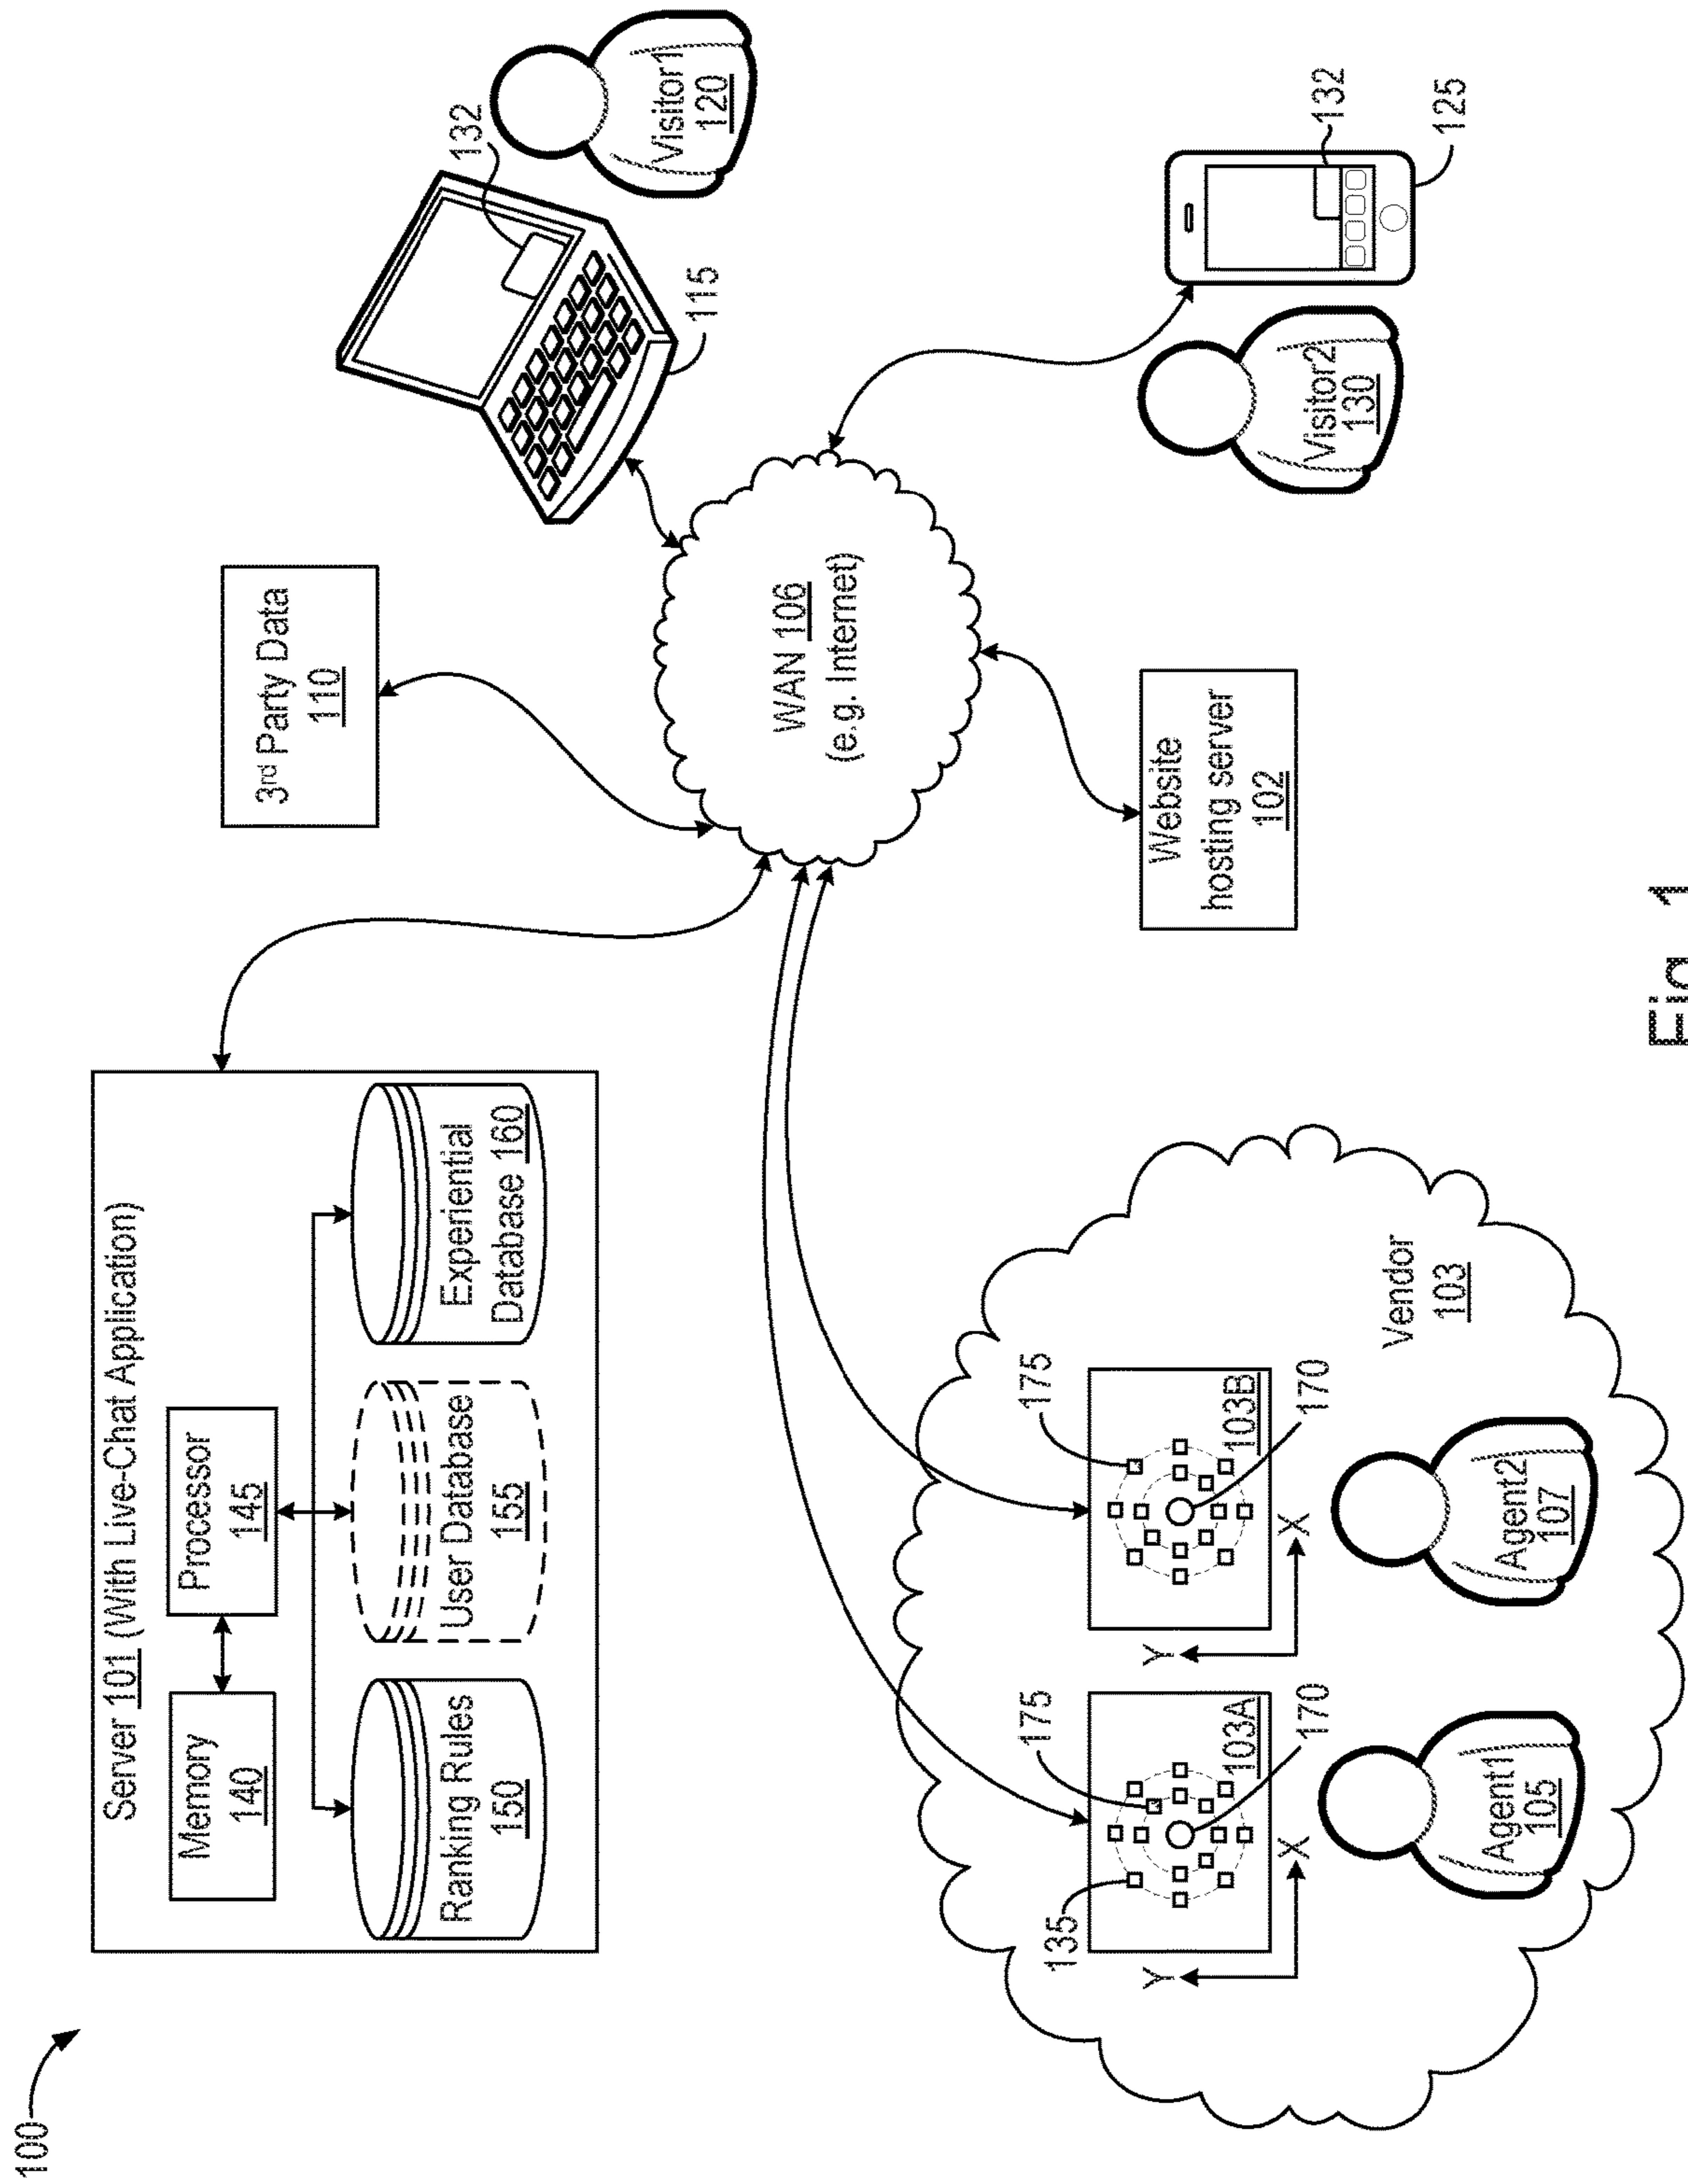 100
Server 101 (With Live-Chat Application)
Memory
140
Processor
145
Ranking Rules
150
User Database
155
Experiential
Database 160
3rd Party Data
110
132
115
Visitor1
120
WAN 106
(e.g. Internet)
Website
hosting server
102
132
125
Visitor2
130
135
175
103A
170
Y
X
Agent1
105
175
103B
170
Y
X
Agent2
107
Vendor
103
Fig. 1